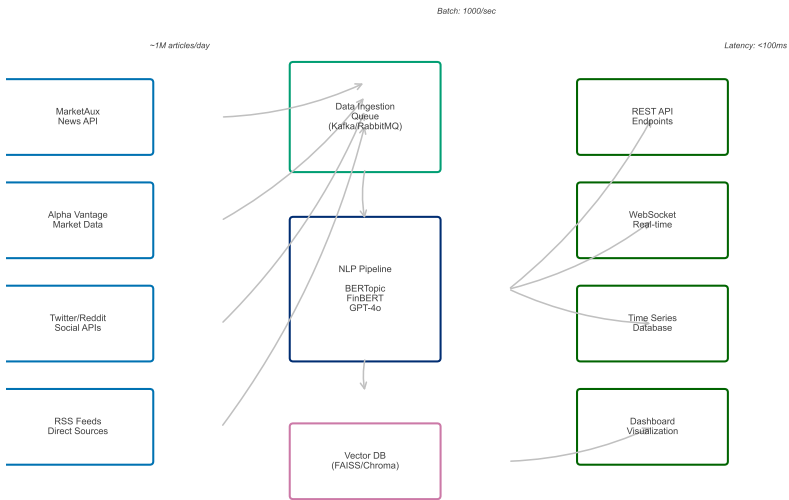 Batch: 1000/sec
~1M articles/day
Latency: <100ms
MarketAux
News API
Data Ingestion
Queue
(Kafka/RabbitMQ)
REST API
Endpoints
Alpha Vantage
Market Data
WebSocket
Real-time
NLP Pipeline
BERTopic
FinBERT
GPT-4o
Twitter/Reddit
Social APIs
Time Series
Database
RSS Feeds
Direct Sources
Dashboard
Visualization
Vector DB
(FAISS/Chroma)